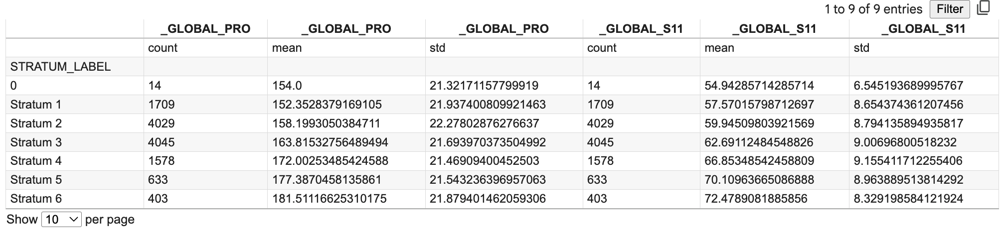 1 to 9 of 9 entries Filter
_GLOBAL_PRO _GLOBAL_PRO _GLOBAL_PRO _GLOBAL_S11 _GLOBAL_S11 _GLOBAL_S11
count mean std count mean std
STRATUM_LABEL
0 14 154.0 21.32171157799919 14 54.94285714285714 6.545193689995767
Stratum 1 1709 152.3528379169105 21.937400809921463 1709 57.57015798712697 8.654374361207456
Stratum 2 4029 158.1993050384711 22.27802876276637 4029 59.94509803921569 8.794135894935817
Stratum 3 4045 163.81532756489494 21.693970373504992 4045 62.69112484548826 9.00696800518232
Stratum 4 1578 172.00253485424588 21.46909400452503 1578 66.85348542458809 9.155411712255406
Stratum 5 633 177.3870458135861 21.543236396957063 633 70.10963665086888 8.963889513814292
Stratum 6 403 181.51116625310175 21.879401462059306 403 72.4789081885856 8.329198584121924
Show 10 per page